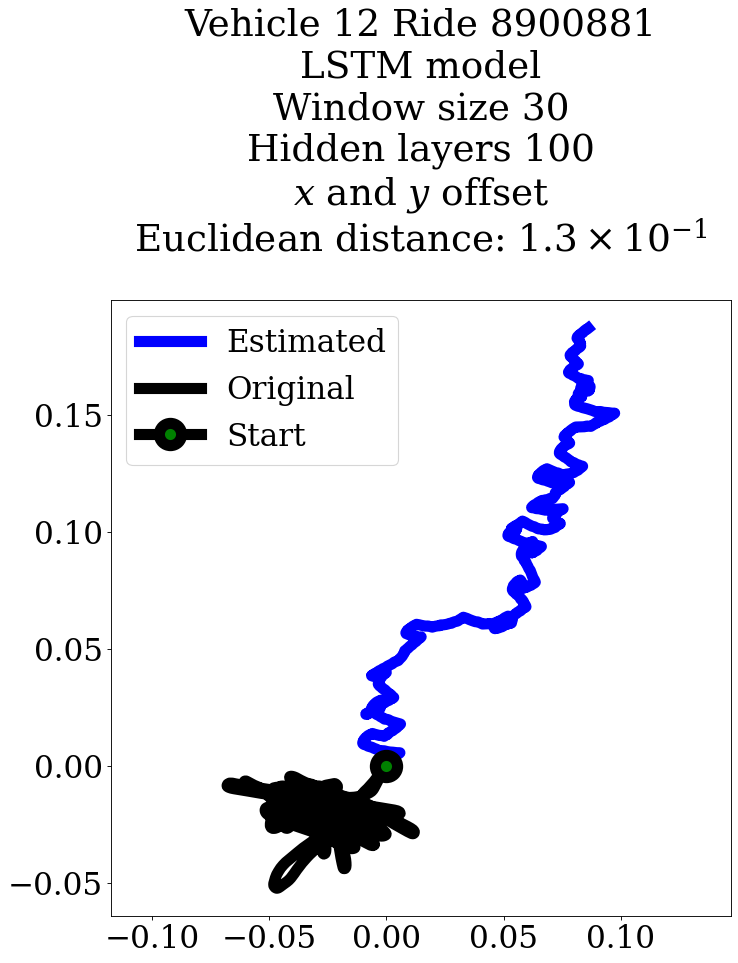 Vehicle 12 Ride 8900881
LSTM model
Window size 30
Hidden layers 100
x and y offset
Euclidean distance: 1.3 × 10⁻¹
Estimated
Original
Start
0.15
0.10
0.05
0.00
−0.05
−0.10 −0.05 0.00 0.05 0.10